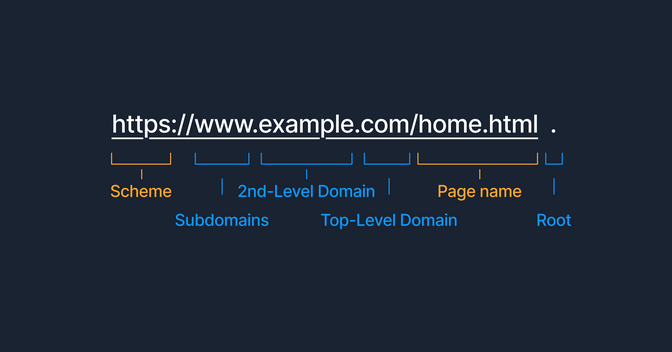 https://www.example.com/home.html .
Scheme 2nd-Level Domain Page name
Subdomains Top-Level Domain Root